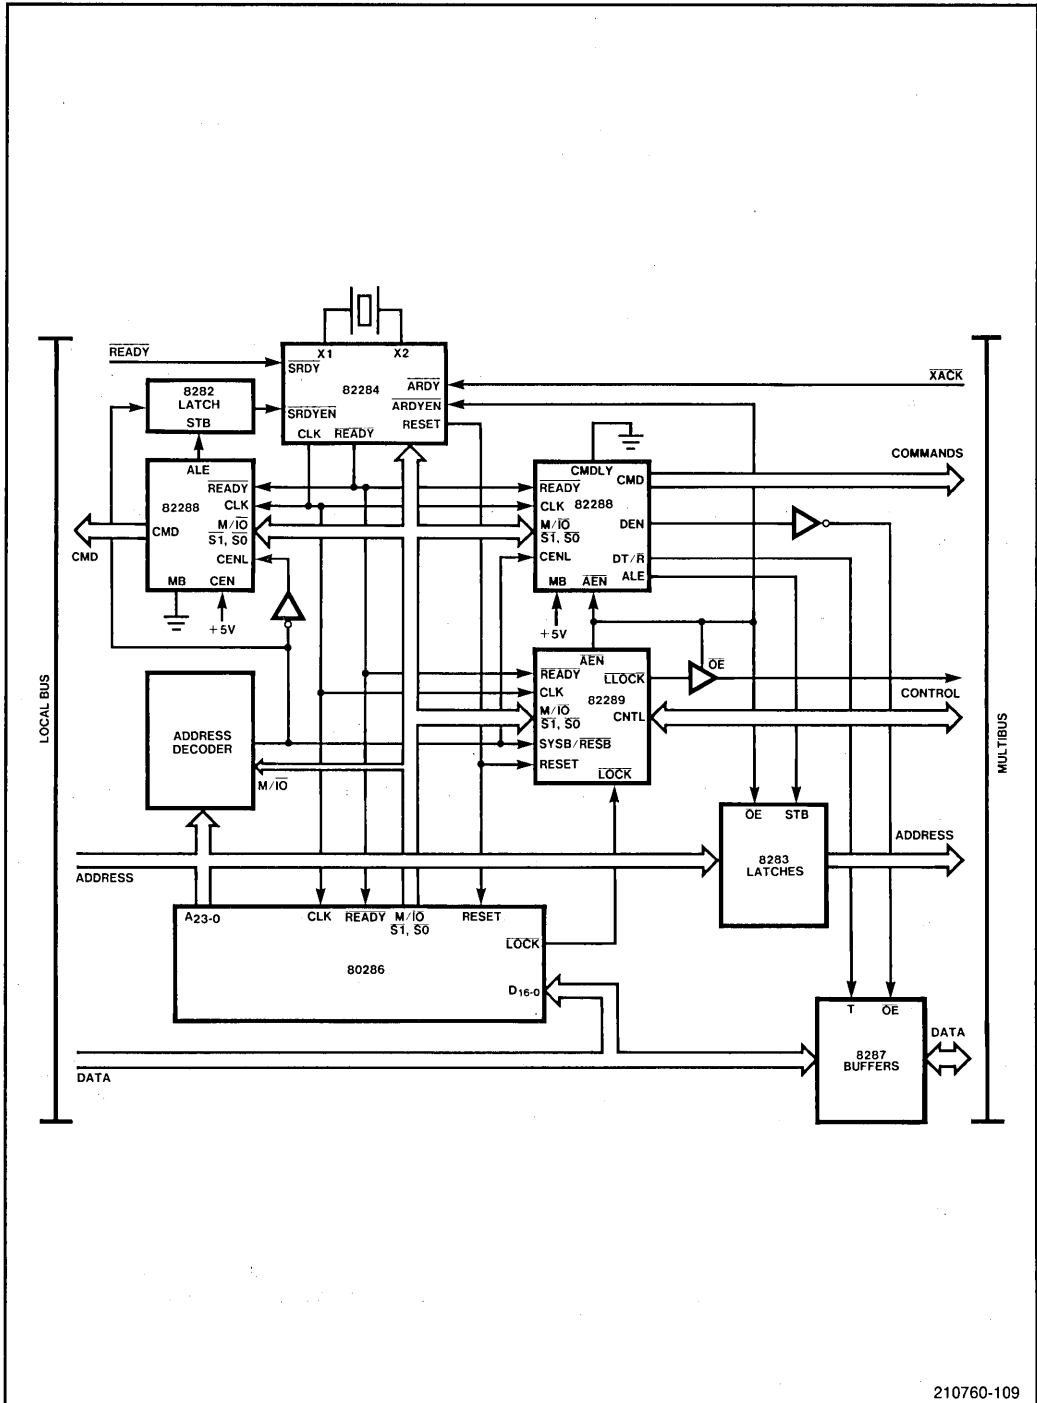 X1 X2
READY
SRDY
82284
ARDY
XACK
8282
LATCH
STB
SRDYEN
ARDYEN
RESET
CLK READY
ALE
READY
82288
CLK
CMD
M/IO
S1, S0
CENL
MB CEN
+5V
CMD
CMDLY
CMD
READY
CLK 82288
M/IO
S1, S0
DEN
CENL
DT/R
ALE
MB AEN
+5V
COMMANDS
AEN
READY
LLOCK
CLK
82289
M/IO
S1, S0
CNTL
SYSB/RESB
RESET
LOCK
OE
CONTROL
LOCAL BUS
MULTIBUS
ADDRESS
DECODER
M/IO
OE STB
8283
LATCHES
ADDRESS
ADDRESS
A23-0
CLK READY M/IO
S1, S0
RESET
LOCK
80286
D16-0
T OE
8287
BUFFERS
DATA
DATA
210760-109